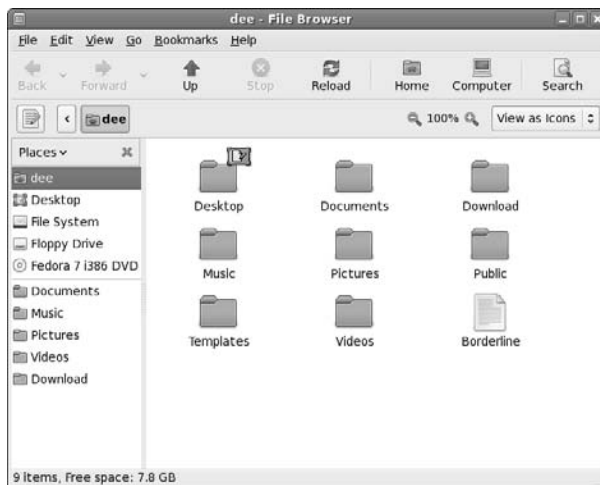 dee - File Browser
File Edit View Go Bookmarks Help
Back Forward Up Stop Reload Home Computer Search
dee 100% View as Icons
Places
dee
Desktop
File System
Floppy Drive
Fedora 7 i386 DVD
Documents
Music
Pictures
Videos
Download
Desktop Documents Download
Music Pictures Public
Templates Videos Borderline
9 items, Free space: 7.8 GB